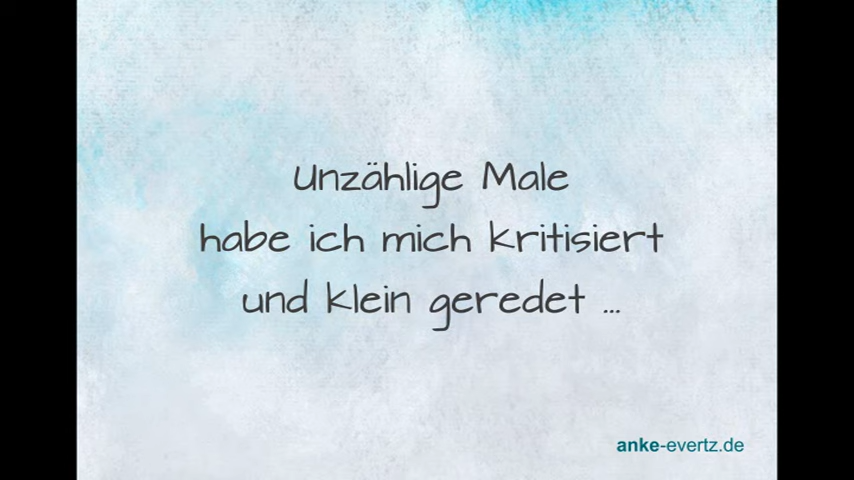 Unzählige Male
habe ich mich kritisiert
und klein geredet ...
anke-evertz.de